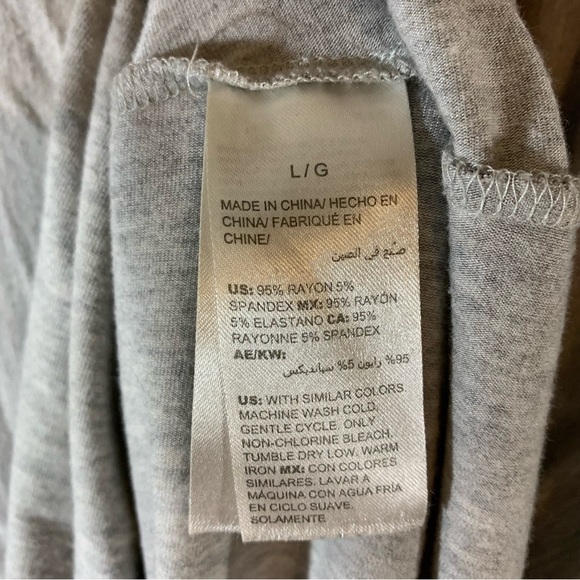 L / G
MADE IN CHINA/ HECHO EN
CHINA/ FABRIQUÉ EN
CHINE/
صُنع في الصين
US: 95% RAYON 5%
SPANDEX MX: 95% RAYÓN
5% ELASTANO CA: 95%
RAYONNE 5% SPANDEX
AE/KW:
95% رايون 5% سبانديكس
US: WITH SIMILAR COLORS.
MACHINE WASH COLD,
GENTLE CYCLE. ONLY
NON-CHLORINE BLEACH.
TUMBLE DRY LOW. WARM
IRON MX: CON COLORES
SIMILARES. LAVAR A
MÁQUINA CON AGUA FRÍA
EN CICLO SUAVE.
SOLAMENTE